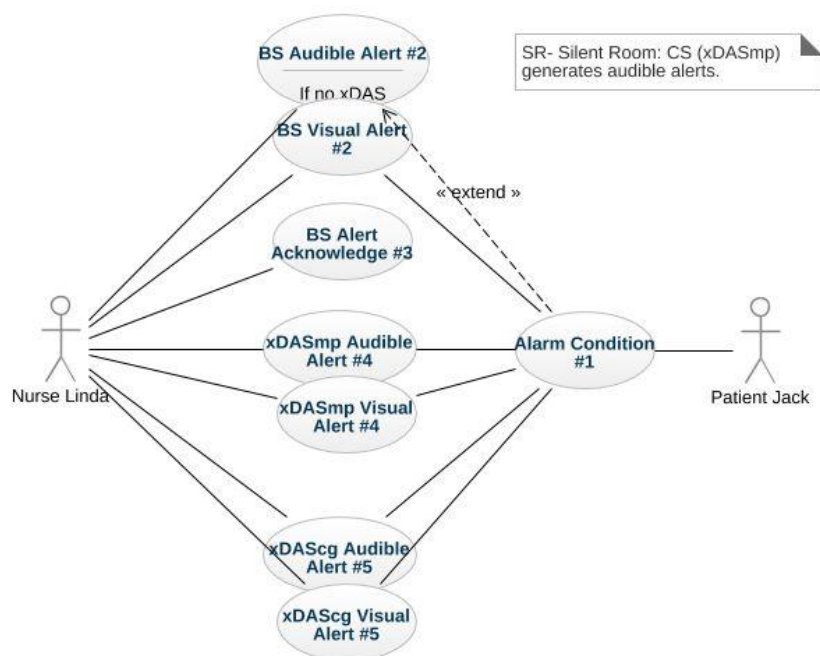 BS Audible Alert #2
If no xDAS
BS Visual Alert
#2
SR- Silent Room: CS (xDASmp)
generates audible alerts.
« extend »
BS Alert
Acknowledge #3
xDASmp Audible
Alert #4
Alarm Condition
#1
Nurse Linda
Patient Jack
xDASmp Visual
Alert #4
xDAScg Audible
Alert #5
xDAScg Visual
Alert #5